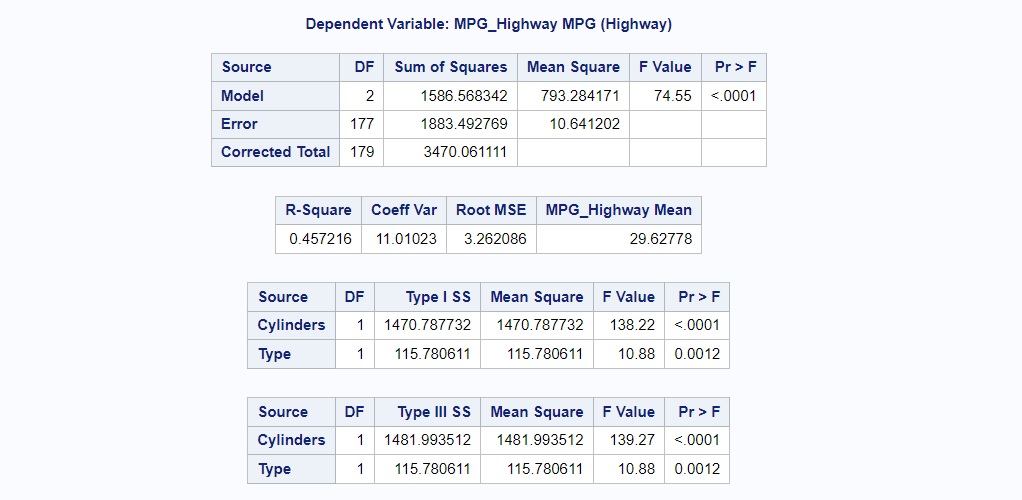 Dependent Variable: MPG_Highway MPG (Highway)
Source DF Sum of Squares Mean Square F Value Pr > F
Model 2 1586.568342 793.284171 74.55 <.0001
Error 177 1883.492769 10.641202
Corrected Total 179 3470.061111
R-Square Coeff Var Root MSE MPG_Highway Mean
0.457216 11.01023 3.262086 29.62778
Source DF Type I SS Mean Square F Value Pr > F
Cylinders 1 1470.787732 1470.787732 138.22 <.0001
Type 1 115.780611 115.780611 10.88 0.0012
Source DF Type III SS Mean Square F Value Pr > F
Cylinders 1 1481.993512 1481.993512 139.27 <.0001
Type 1 115.780611 115.780611 10.88 0.0012